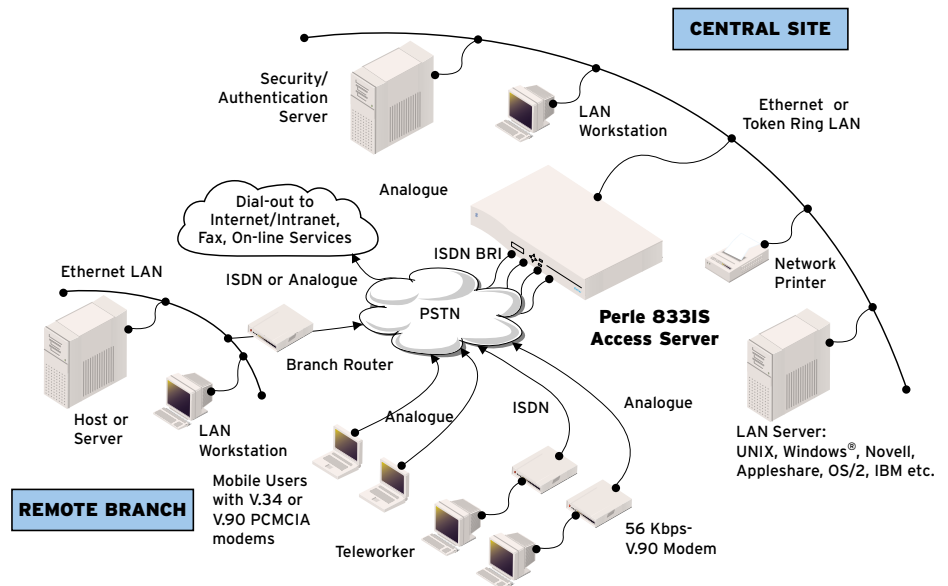 CENTRAL SITE
Security/
Authentication
Server
LAN
Workstation
Ethernet or
Token Ring LAN
Analogue
Dial-out to
Internet/Intranet,
Fax, On-line Services
ISDN BRI
Ethernet LAN
ISDN or Analogue
Network
Printer
PSTN
Perle 833IS
Access Server
Branch Router
Host or
Server
LAN
Workstation
Analogue
ISDN
Analogue
LAN Server:
UNIX, Windows®, Novell,
Appleshare, OS/2, IBM etc.
REMOTE BRANCH
Mobile Users
with V.34 or
V.90 PCMCIA
modems
Teleworker
56 Kbps-
V.90 Modem